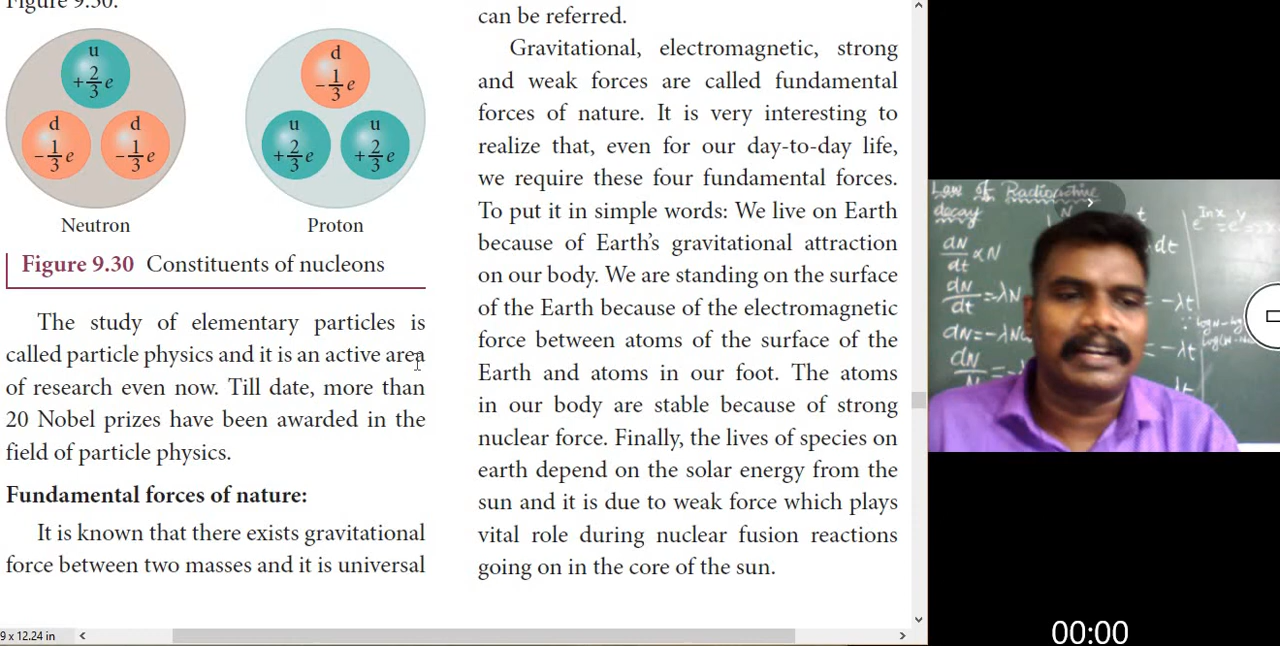 Figure 9.30.
u
+2/3 e
d
-1/3 e
d
-1/3 e
Neutron
d
-1/3 e
u
+2/3 e
u
+2/3 e
Proton
Figure 9.30 Constituents of nucleons
The study of elementary particles is
called particle physics and it is an active area
of research even now. Till date, more than
20 Nobel prizes have been awarded in the
field of particle physics.
Fundamental forces of nature:
It is known that there exists gravitational
force between two masses and it is universal
can be referred.
Gravitational, electromagnetic, strong
and weak forces are called fundamental
forces of nature. It is very interesting to
realize that, even for our day-to-day life,
we require these four fundamental forces.
To put it in simple words: We live on Earth
because of Earth's gravitational attraction
on our body. We are standing on the surface
of the Earth because of the electromagnetic
force between atoms of the surface of the
Earth and atoms in our foot. The atoms
in our body are stable because of strong
nuclear force. Finally, the lives of species on
earth depend on the solar energy from the
sun and it is due to weak force which plays
vital role during nuclear fusion reactions
going on in the core of the sun.
9 x 12.24 in
Law of Radioactive
decay
dN/dt ∝ N
dN/dt = -λN
dN = -λN
dN
N
t
dt
-λt
= -λt
λt
00:00